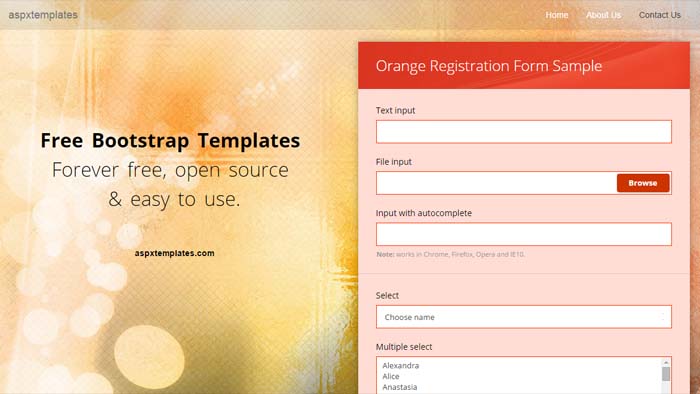 aspxtemplates
Home About Us Contact Us
Free Bootstrap Templates
Forever free, open source
& easy to use.
aspxtemplates.com
Orange Registration Form Sample
Text input
File input
Browse
Input with autocomplete
Note: works in Chrome, Firefox, Opera and IE10.
Select
Choose name
Multiple select
Alexandra
Alice
Anastasia